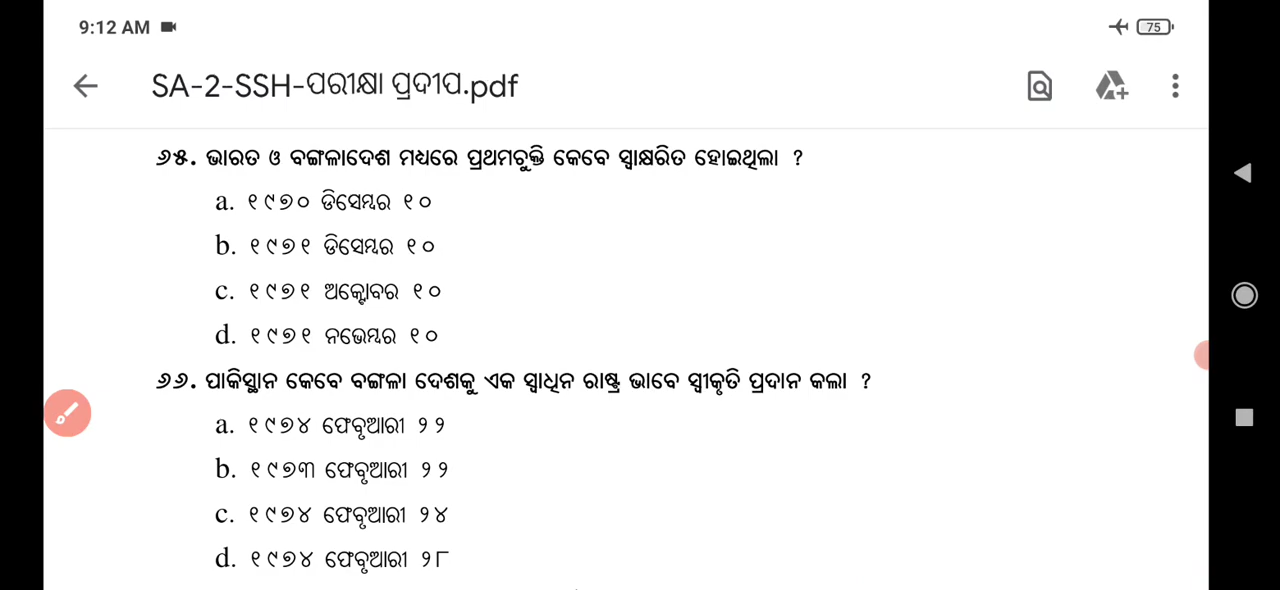 9:12 AM
75
SA-2-SSH-ପରୀକ୍ଷା ପ୍ରଦୀପ.pdf
୬୫. ଭାରତ ଓ ବଙ୍ଗଳାଦେଶ ମଧ୍ୟରେ ପ୍ରଥମଚୁକ୍ତି କେବେ ସ୍ୱାକ୍ଷରିତ ହୋଇଥିଲା ?
a. ୧୯୭୦ ଡିସେମ୍ବର ୧୦
b. ୧୯୭୧ ଡିସେମ୍ବର ୧୦
c. ୧୯୭୧ ଅକ୍ଟୋବର ୧୦
d. ୧୯୭୧ ନଭେମ୍ବର ୧୦
୬୬. ପାକିସ୍ଥାନ କେବେ ବଙ୍ଗଳା ଦେଶକୁ ଏକ ସ୍ୱାଧିନ ରାଷ୍ଟ୍ର ଭାବେ ସ୍ୱୀକୃତି ପ୍ରଦାନ କଲା ?
a. ୧୯୭୪ ଫେବୃଆରୀ ୨୨
b. ୧୯୭୩ ଫେବୃଆରୀ ୨୨
c. ୧୯୭୪ ଫେବୃଆରୀ ୨୪
d. ୧୯୭୪ ଫେବୃଆରୀ ୨୮